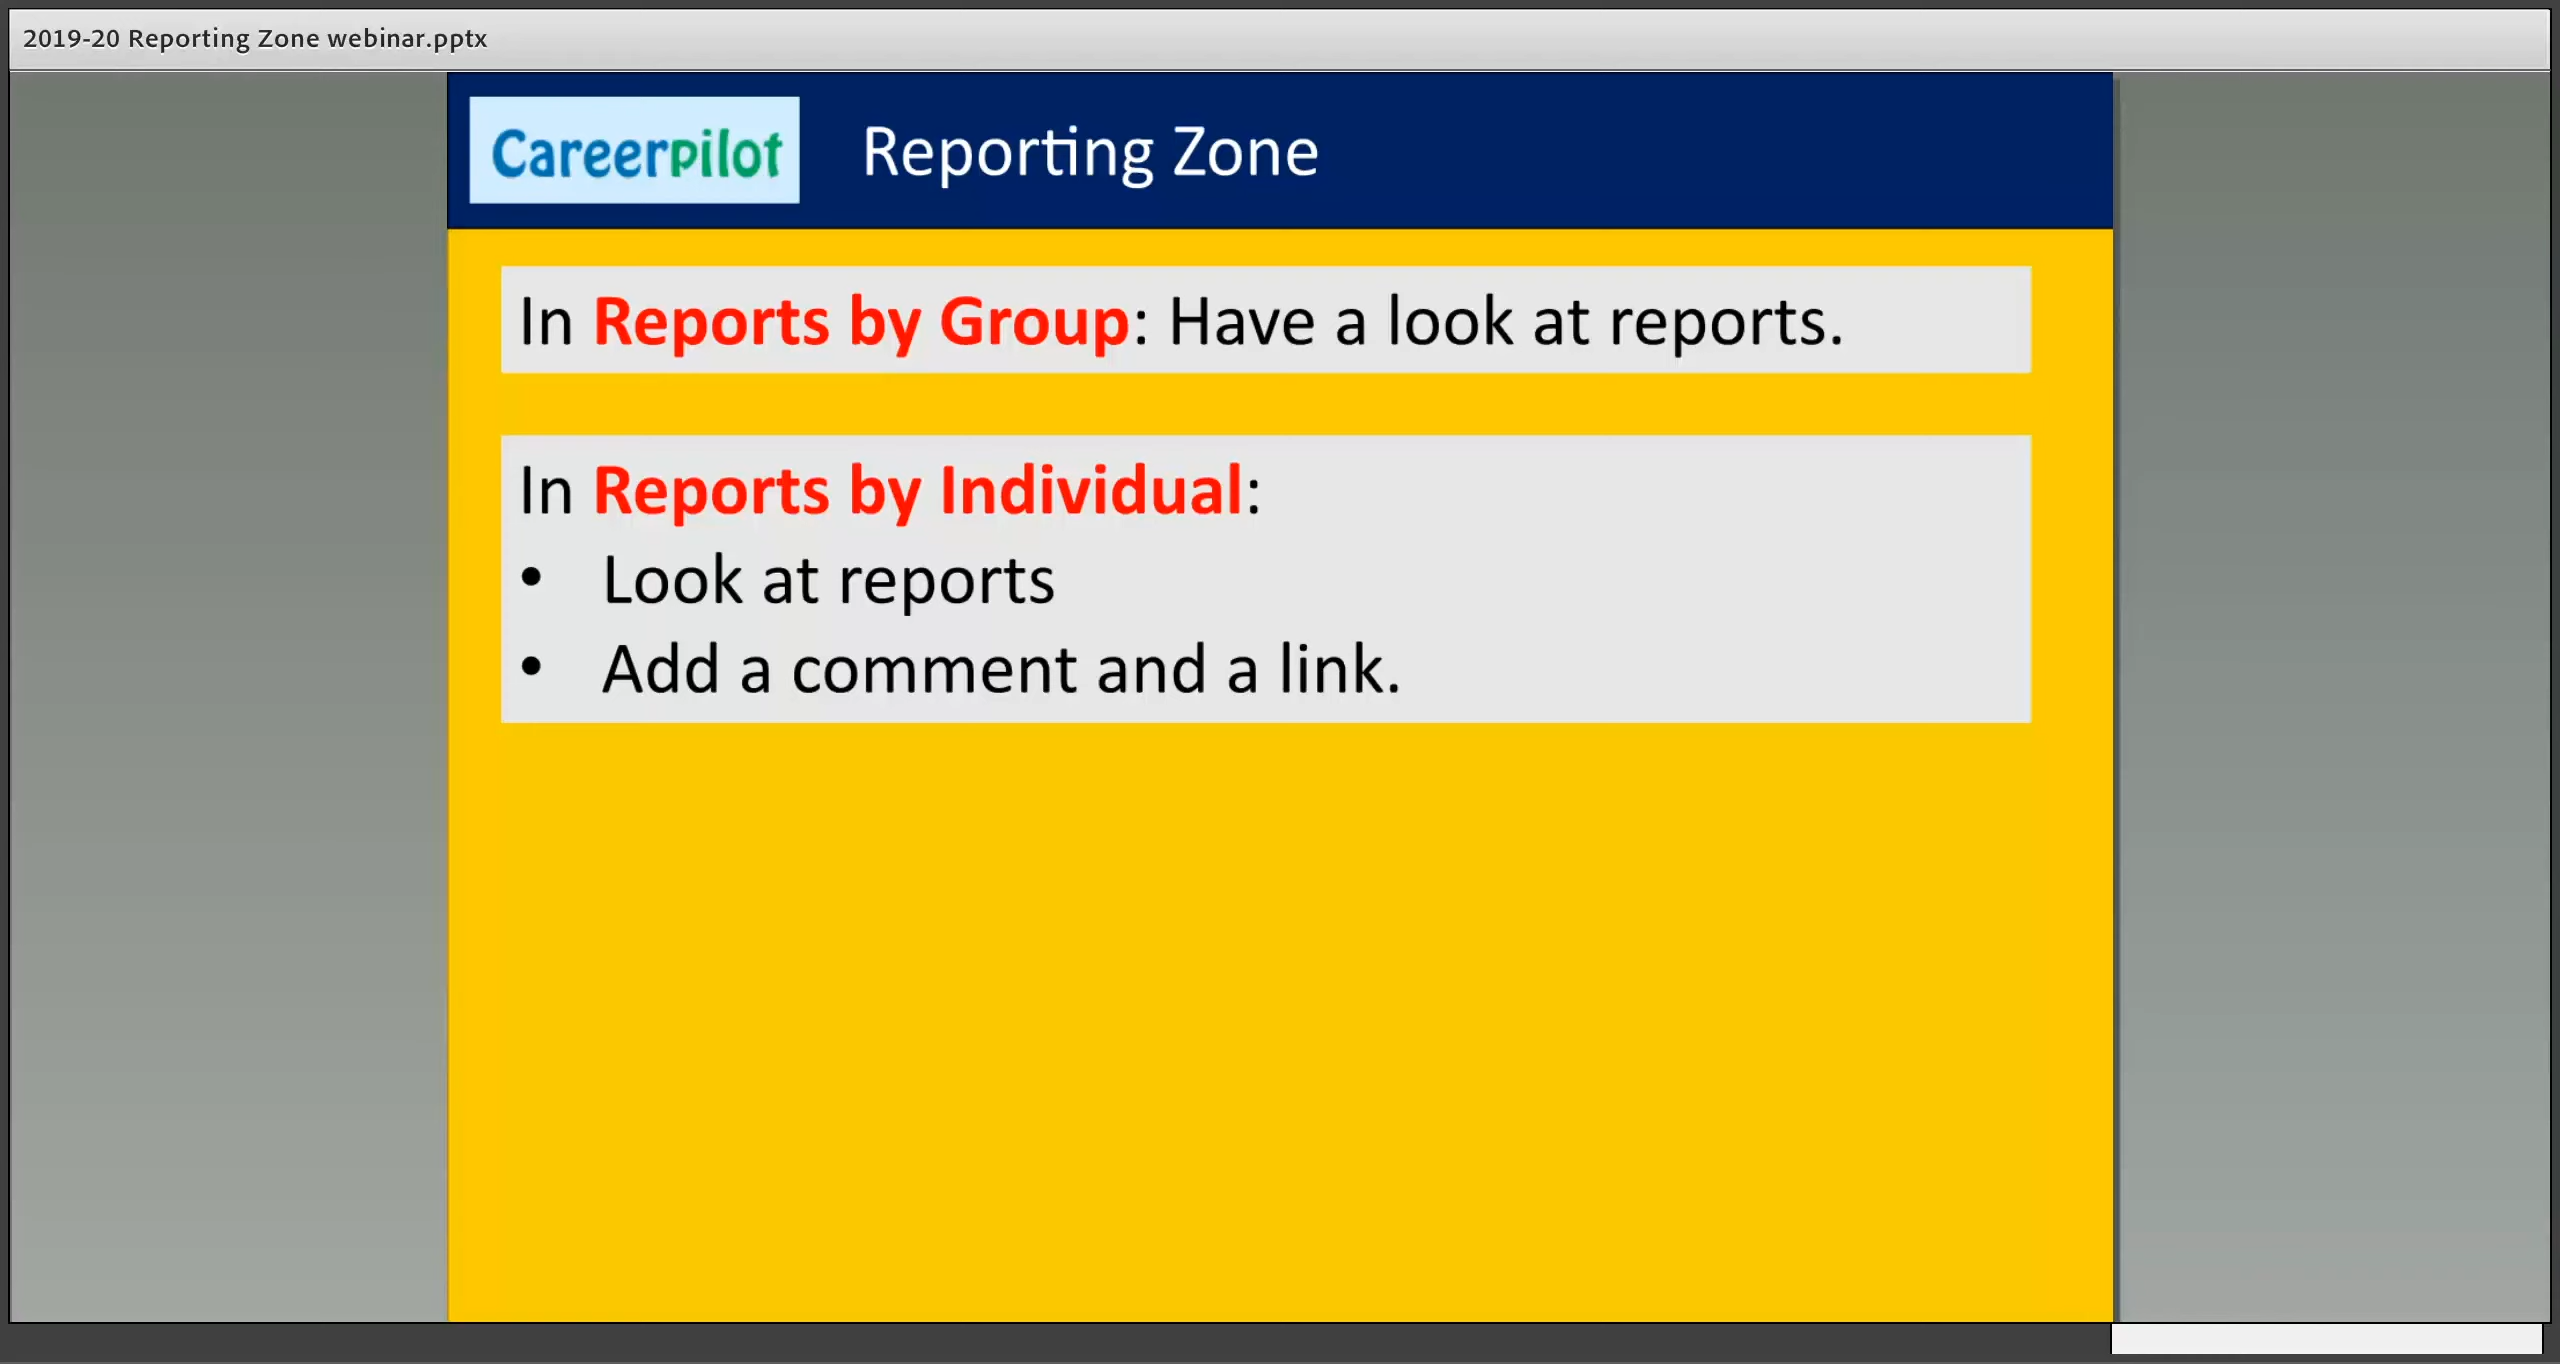 2019-20 Reporting Zone webinar.pptx
Careerpilot
Reporting Zone
In Reports by Group: Have a look at reports.
In Reports by Individual:
• Look at reports
• Add a comment and a link.